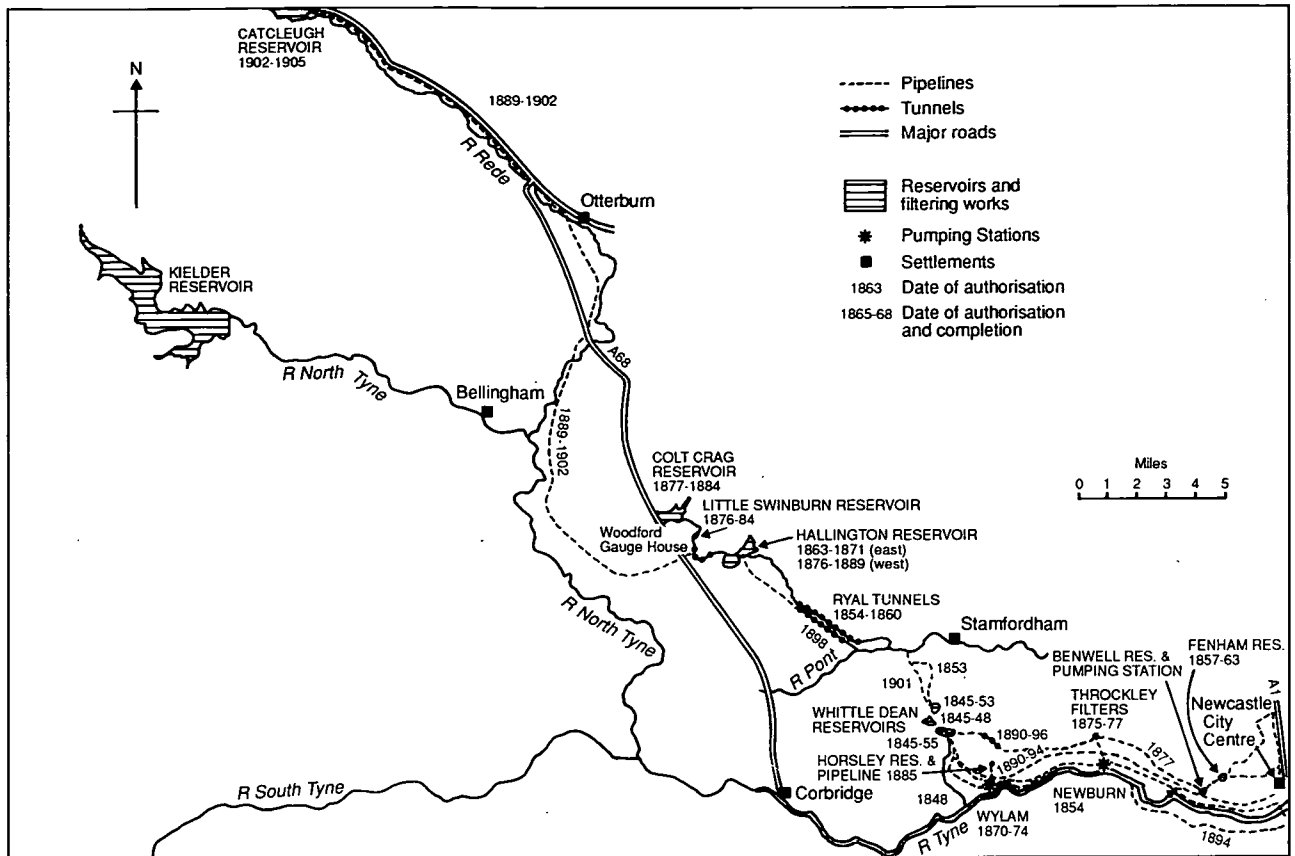 CATCLEUGH
RESERVOIR
1902-1905
N
1889-1902
R Rede
Otterburn
Pipelines
Tunnels
Major roads
Reservoirs and
filtering works
Pumping Stations
Settlements
1863 Date of authorisation
1865-68 Date of authorisation
and completion
KIELDER
RESERVOIR
R North Tyne
Bellingham
A68
1889-1902
COLT CRAG
RESERVOIR
1877-1884
LITTLE SWINBURN RESERVOIR
1876-84
Woodford
Gauge House
HALLINGTON RESERVOIR
1863-1871 (east)
1876-1889 (west)
Miles
0 1 2 3 4 5
RYAL TUNNELS
1854-1860
1898
R North Tyne
R Pont
Stamfordham
1853
1901
BENWELL RES. &
PUMPING STATION
FENHAM RES.
1857-63
A1
Newcastle
City
Centre
THROCKLEY
FILTERS
1875-77
WHITTLE DEAN
RESERVOIRS
1845-53
1845-48
1845-55
1890-96
1890-94
1877
HORSLEY RES. &
PIPELINE 1885
R South Tyne
Corbridge
1848
R Tyne
WYLAM
1870-74
NEWBURN
1854
1894